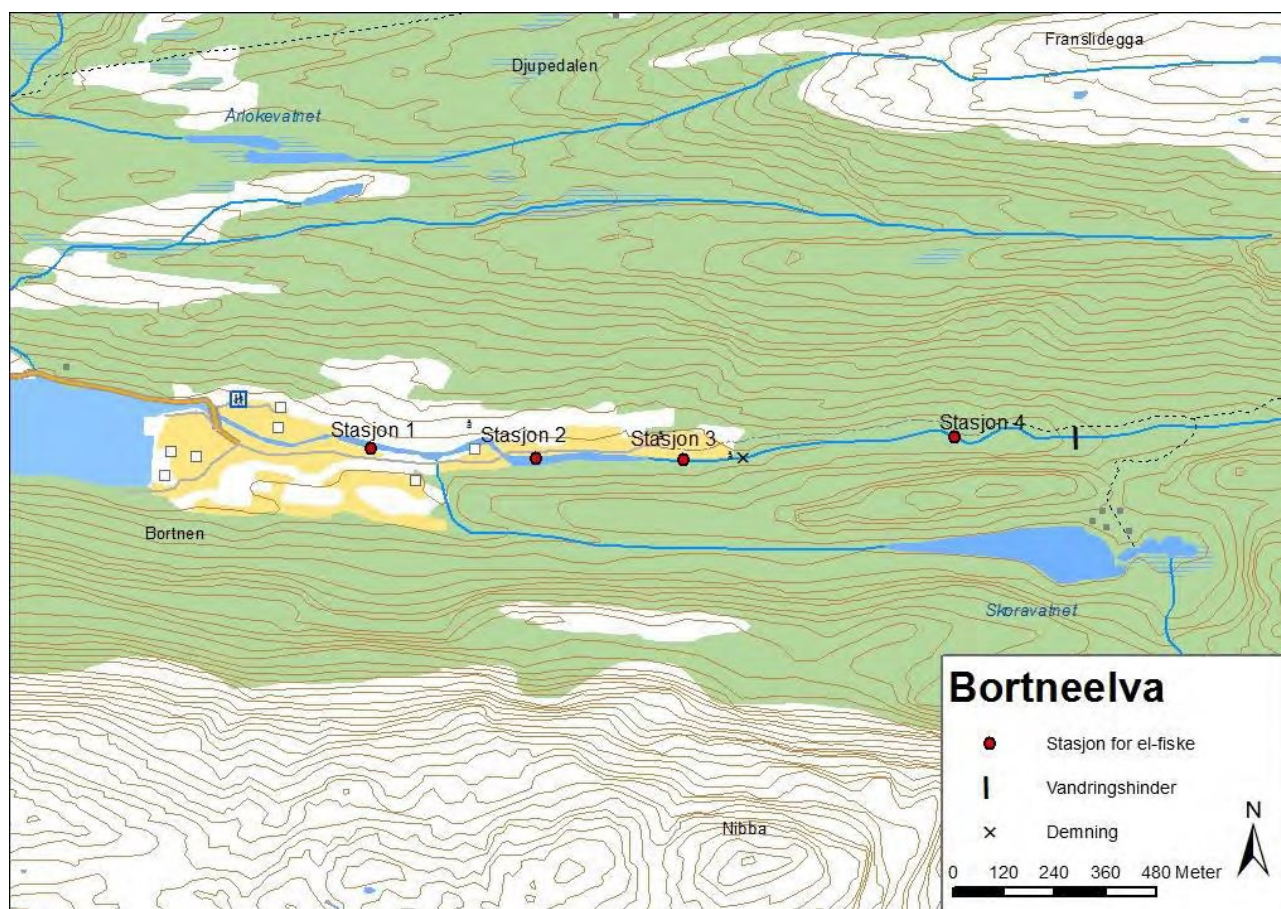 Franslidegga
Djupedalen
Arlokevatnet
Stasjon 1
Stasjon 2
Stasjon 3
Stasjon 4
Bortnen
Skoravatnet
Nibba
Bortneelva
Stasjon for el-fiske
Vandringshinder
Demning
N
0 120 240 360 480 Meter